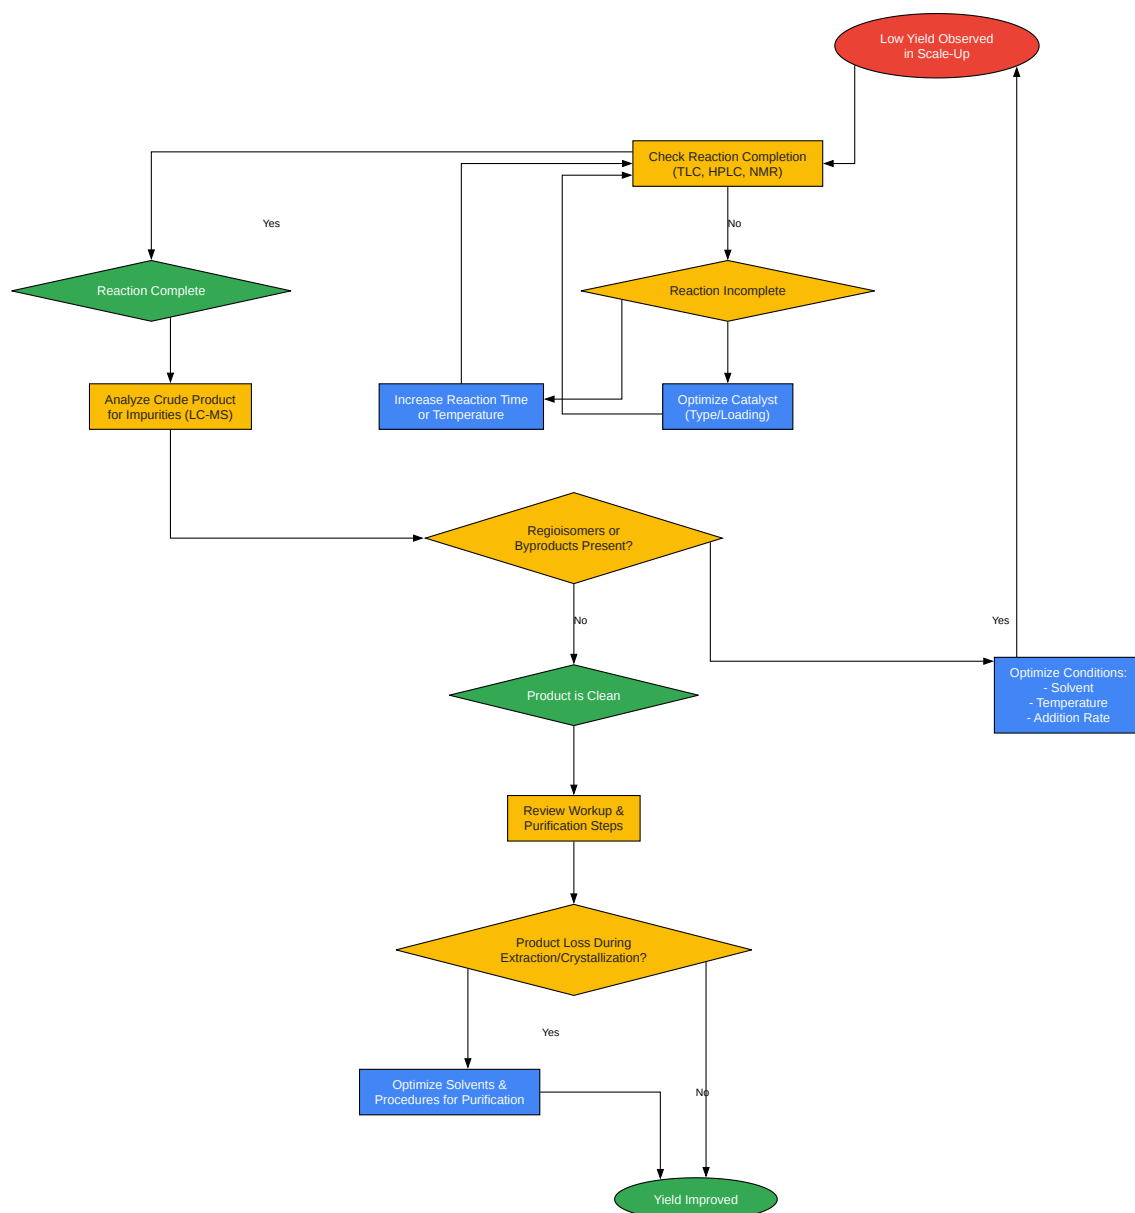 Low Yield Observed
in Scale-Up
Check Reaction Completion
(TLC, HPLC, NMR)
Yes
No
Reaction Complete
Reaction Incomplete
Analyze Crude Product
for Impurities (LC-MS)
Increase Reaction Time
or Temperature
Optimize Catalyst
(Type/Loading)
Regioisomers or
Byproducts Present?
No
Yes
Product is Clean
Optimize Conditions:
- Solvent
- Temperature
- Addition Rate
Review Workup &
Purification Steps
Product Loss During
Extraction/Crystallization?
Yes
Optimize Solvents &
Procedures for Purification
No
Yield Improved